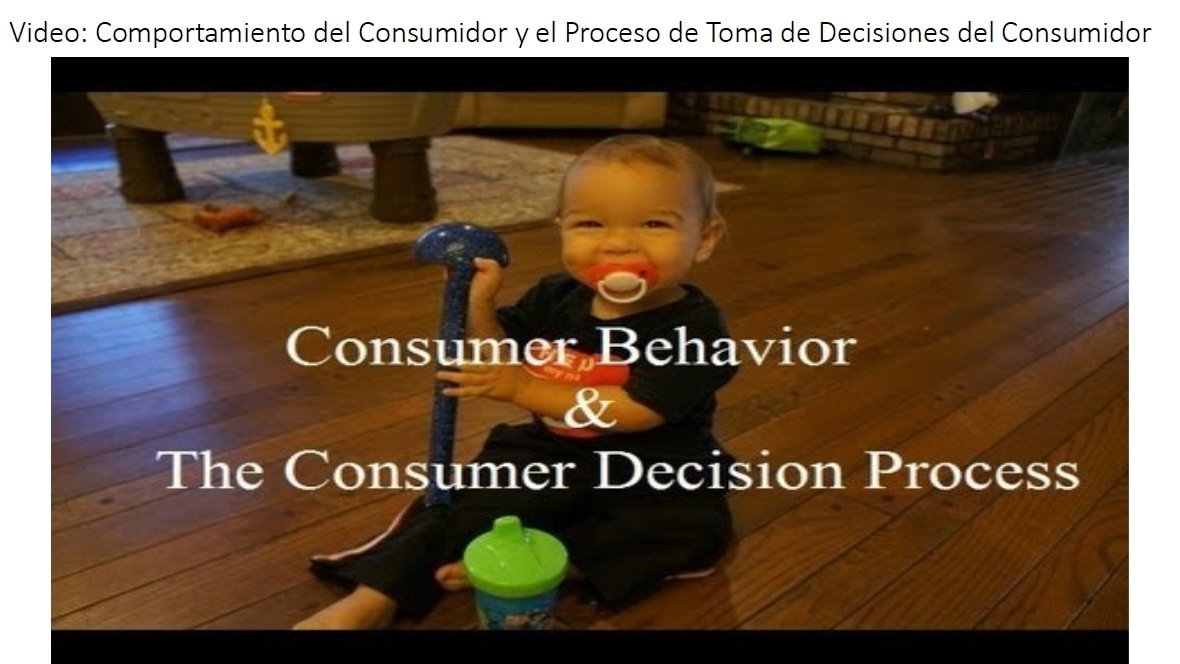 Video: Comportamiento del Consumidor y el Proceso de Toma de Decisiones del Consumidor
Consumer Behavior
&
The Consumer Decision Process